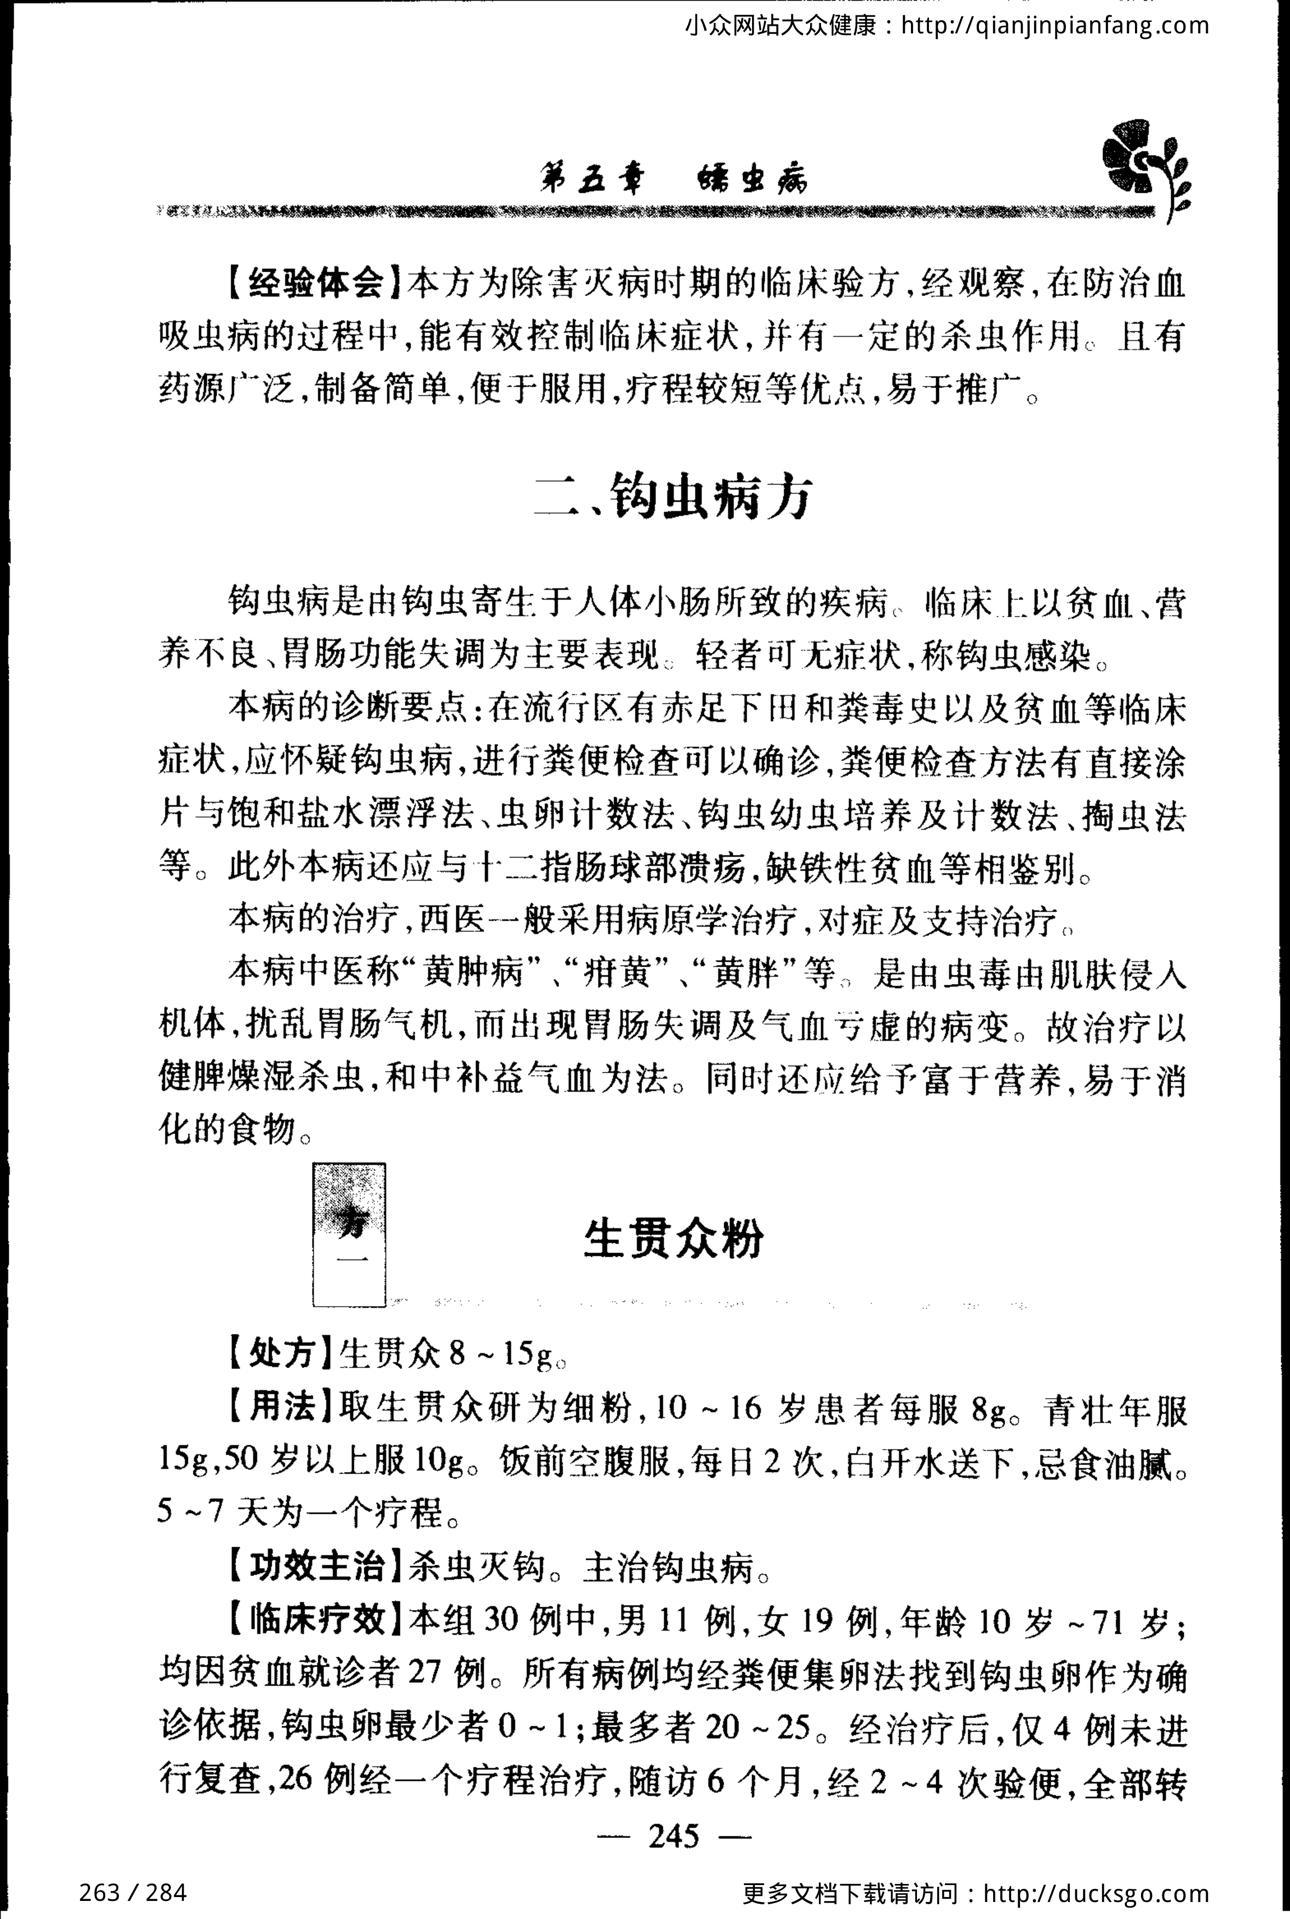 小众网站大众健康：http://qianjinpianfang.com
第五章 蠕虫病
【经验体会】本方为除害灭病时期的临床验方，经观察，在防治血
吸虫病的过程中，能有效控制临床症状，并有一定的杀虫作用。且有
药源广泛，制备简单，便于服用，疗程较短等优点，易于推广。
二、钩虫病方
钩虫病是由钩虫寄生于人体小肠所致的疾病。临床上以贫血、营
养不良、胃肠功能失调为主要表现。轻者可无症状，称钩虫感染。
本病的诊断要点：在流行区有赤足下田和粪毒史以及贫血等临床
症状，应怀疑钩虫病，进行粪便检查可以确诊，粪便检查方法有直接涂
片与饱和盐水漂浮法、虫卵计数法、钩虫幼虫培养及计数法、掏虫法
等。此外本病还应与十二指肠球部溃疡，缺铁性贫血等相鉴别。
本病的治疗，西医一般采用病原学治疗，对症及支持治疗。
本病中医称“黄肿病”、“疳黄”、“黄胖”等。是由虫毒由肌肤侵入
机体，扰乱胃肠气机，而出现胃肠失调及气血亏虚的病变。故治疗以
健脾燥湿杀虫，和中补益气血为法。同时还应给予富于营养，易于消
化的食物。
方一
生贯众粉
【处方】生贯众 8 ~ 15g。
【用法】取生贯众研为细粉，10 ~ 16 岁患者每服 8g。青壮年服
15g，50 岁以上服 10g。饭前空腹服，每日 2 次，白开水送下，忌食油腻。
5 ~ 7 天为一个疗程。
【功效主治】杀虫灭钩。主治钩虫病。
【临床疗效】本组 30 例中，男 11 例，女 19 例，年龄 10 岁 ~ 71 岁；
均因贫血就诊者 27 例。所有病例均经粪便集卵法找到钩虫卵作为确
诊依据，钩虫卵最少者 0 ~ 1；最多者 20 ~ 25。经治疗后，仅 4 例未进
行复查，26 例经一个疗程治疗，随访 6 个月，经 2 ~ 4 次验便，全部转
— 245 —
263 / 284
更多文档下载请访问：http://ducksgo.com